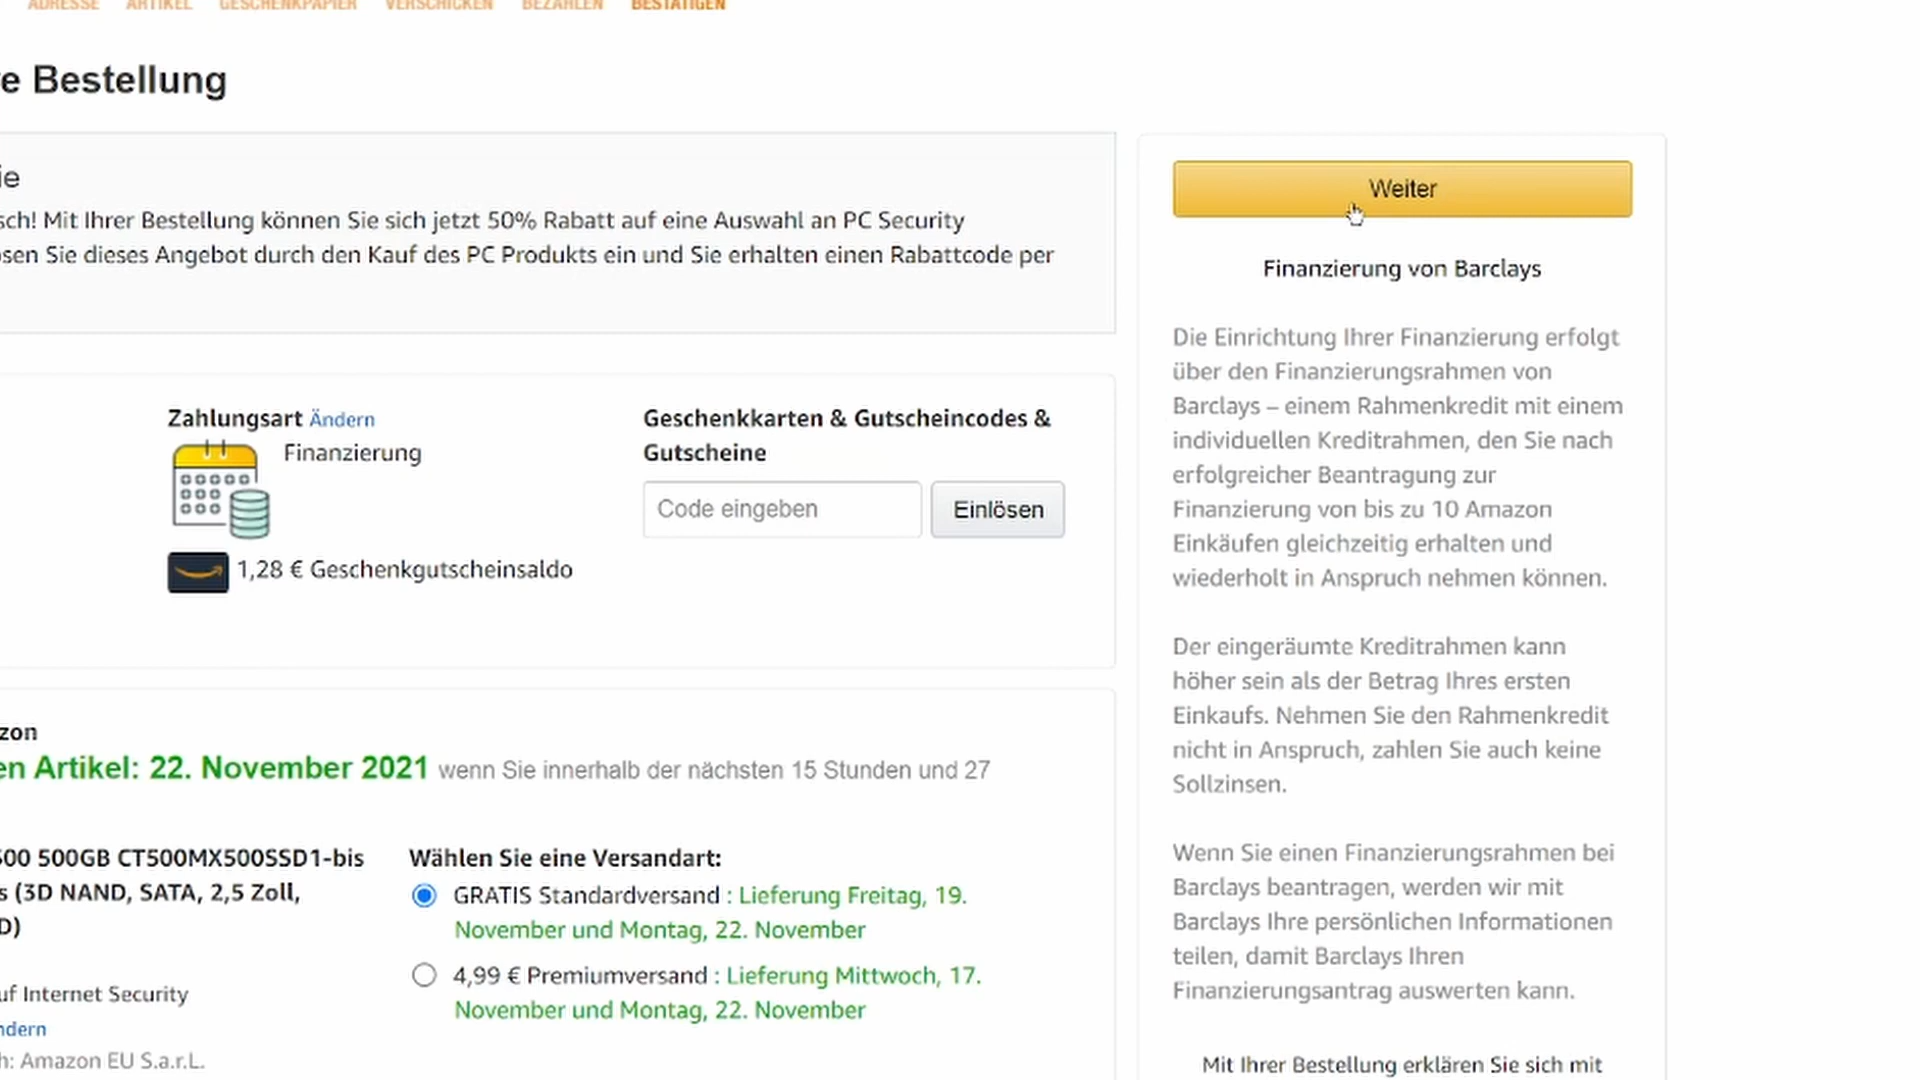 ADRESSE ARTIKEL GESCHENKPAPIER VERSCHICKEN BEZAHLEN BESTÄTIGEN
e Bestellung
ie
sch! Mit Ihrer Bestellung können Sie sich jetzt 50% Rabatt auf eine Auswahl an PC Security
ösen Sie dieses Angebot durch den Kauf des PC Produkts ein und Sie erhalten einen Rabattcode per
Zahlungsart Ändern
Finanzierung
1,28 € Geschenkgutscheinsaldo
Geschenkkarten & Gutscheincodes &
Gutscheine
Code eingeben Einlösen
zon
en Artikel: 22. November 2021 wenn Sie innerhalb der nächsten 15 Stunden und 27
500 500GB CT500MX500SSD1-bis
s (3D NAND, SATA, 2,5 Zoll,
D)
uf Internet Security
ndern
h: Amazon EU S.a.r.L.
Wählen Sie eine Versandart:
GRATIS Standardversand : Lieferung Freitag, 19.
November und Montag, 22. November
4,99 € Premiumversand : Lieferung Mittwoch, 17.
November und Montag, 22. November
Weiter
Finanzierung von Barclays
Die Einrichtung Ihrer Finanzierung erfolgt
über den Finanzierungsrahmen von
Barclays – einem Rahmenkredit mit einem
individuellen Kreditrahmen, den Sie nach
erfolgreicher Beantragung zur
Finanzierung von bis zu 10 Amazon
Einkäufen gleichzeitig erhalten und
wiederholt in Anspruch nehmen können.
Der eingeräumte Kreditrahmen kann
höher sein als der Betrag Ihres ersten
Einkaufs. Nehmen Sie den Rahmenkredit
nicht in Anspruch, zahlen Sie auch keine
Sollzinsen.
Wenn Sie einen Finanzierungsrahmen bei
Barclays beantragen, werden wir mit
Barclays Ihre persönlichen Informationen
teilen, damit Barclays Ihren
Finanzierungsantrag auswerten kann.
Mit Ihrer Bestellung erklären Sie sich mit